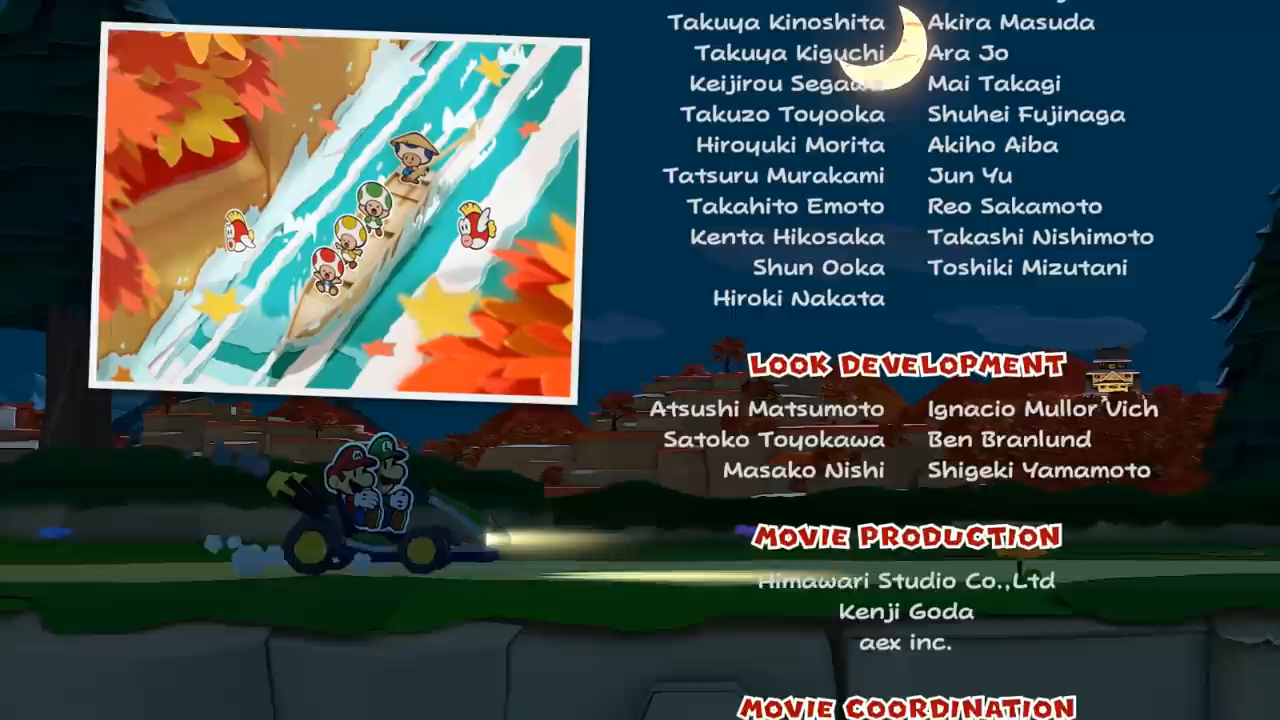 Takuya Kinoshita Akira Masuda
Takuya Kiguchi Ara Jo
Keijirou Mai Takagi
Takuzo Toyooka Shuhei Fujinaga
Hiroyuki Morita Akiho Aiba
Tatsuru Murakami Jun Yu
Takahito Emoto Reo Sakamoto
Kenta Hikosaka Takashi Nishimoto
Shun Ooka Toshiki Mizutani
Hiroki Nakata
LOOK DEVELOPMENT
Atsushi Matsumoto Ignacio Mullor Vich
Satoko Toyokawa Ben Branlund
Masako Nishi Shigeki Yamamoto
MOVIE PRODUCTION
Himawari Studio Co.,Ltd
Kenji Goda
aex inc.
MOVIE COORDINATION